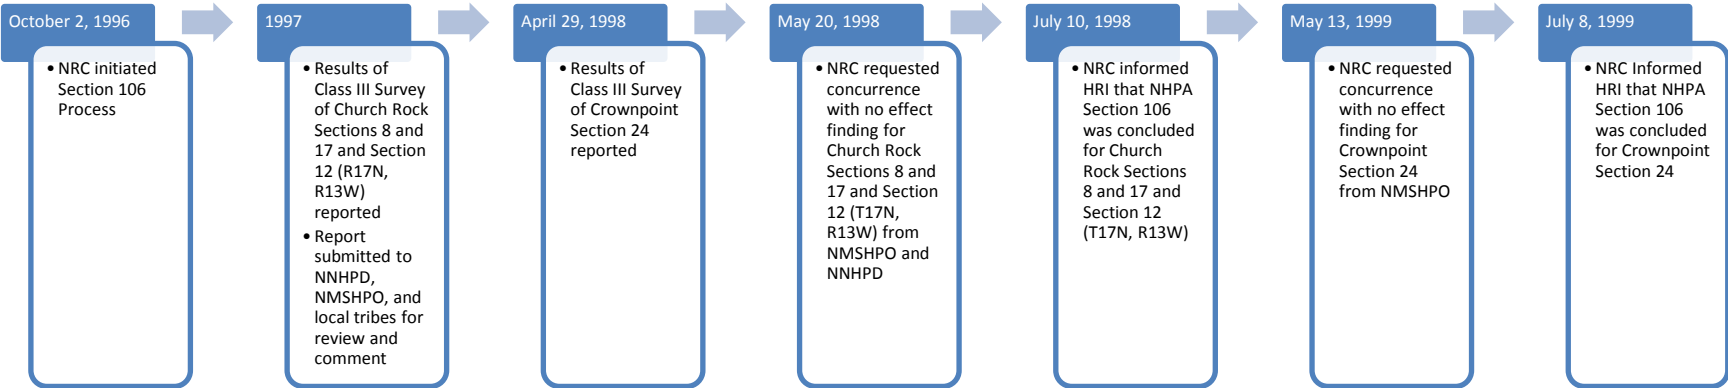 October 2, 1996
• NRC initiated
Section 106
Process
1997
• Results of
Class III Survey
of Church Rock
Sections 8 and
17 and Section
12 (R17N,
R13W)
reported
• Report
submitted to
NNHPD,
NMSHPO, and
local tribes for
review and
comment
April 29, 1998
• Results of
Class III Survey
of Crownpoint
Section 24
reported
May 20, 1998
• NRC requested
concurrence
with no effect
finding for
Church Rock
Sections 8 and
17 and Section
12 (T17N,
R13W) from
NMSHPO and
NNHPD
July 10, 1998
• NRC informed
HRI that NHPA
Section 106
was concluded
for Church
Rock Sections
8 and 17 and
Section 12
(T17N, R13W)
May 13, 1999
• NRC requested
concurrence
with no effect
finding for
Crownpoint
Section 24
from NMSHPO
July 8, 1999
• NRC Informed
HRI that NHPA
Section 106
was concluded
for Crownpoint
Section 24